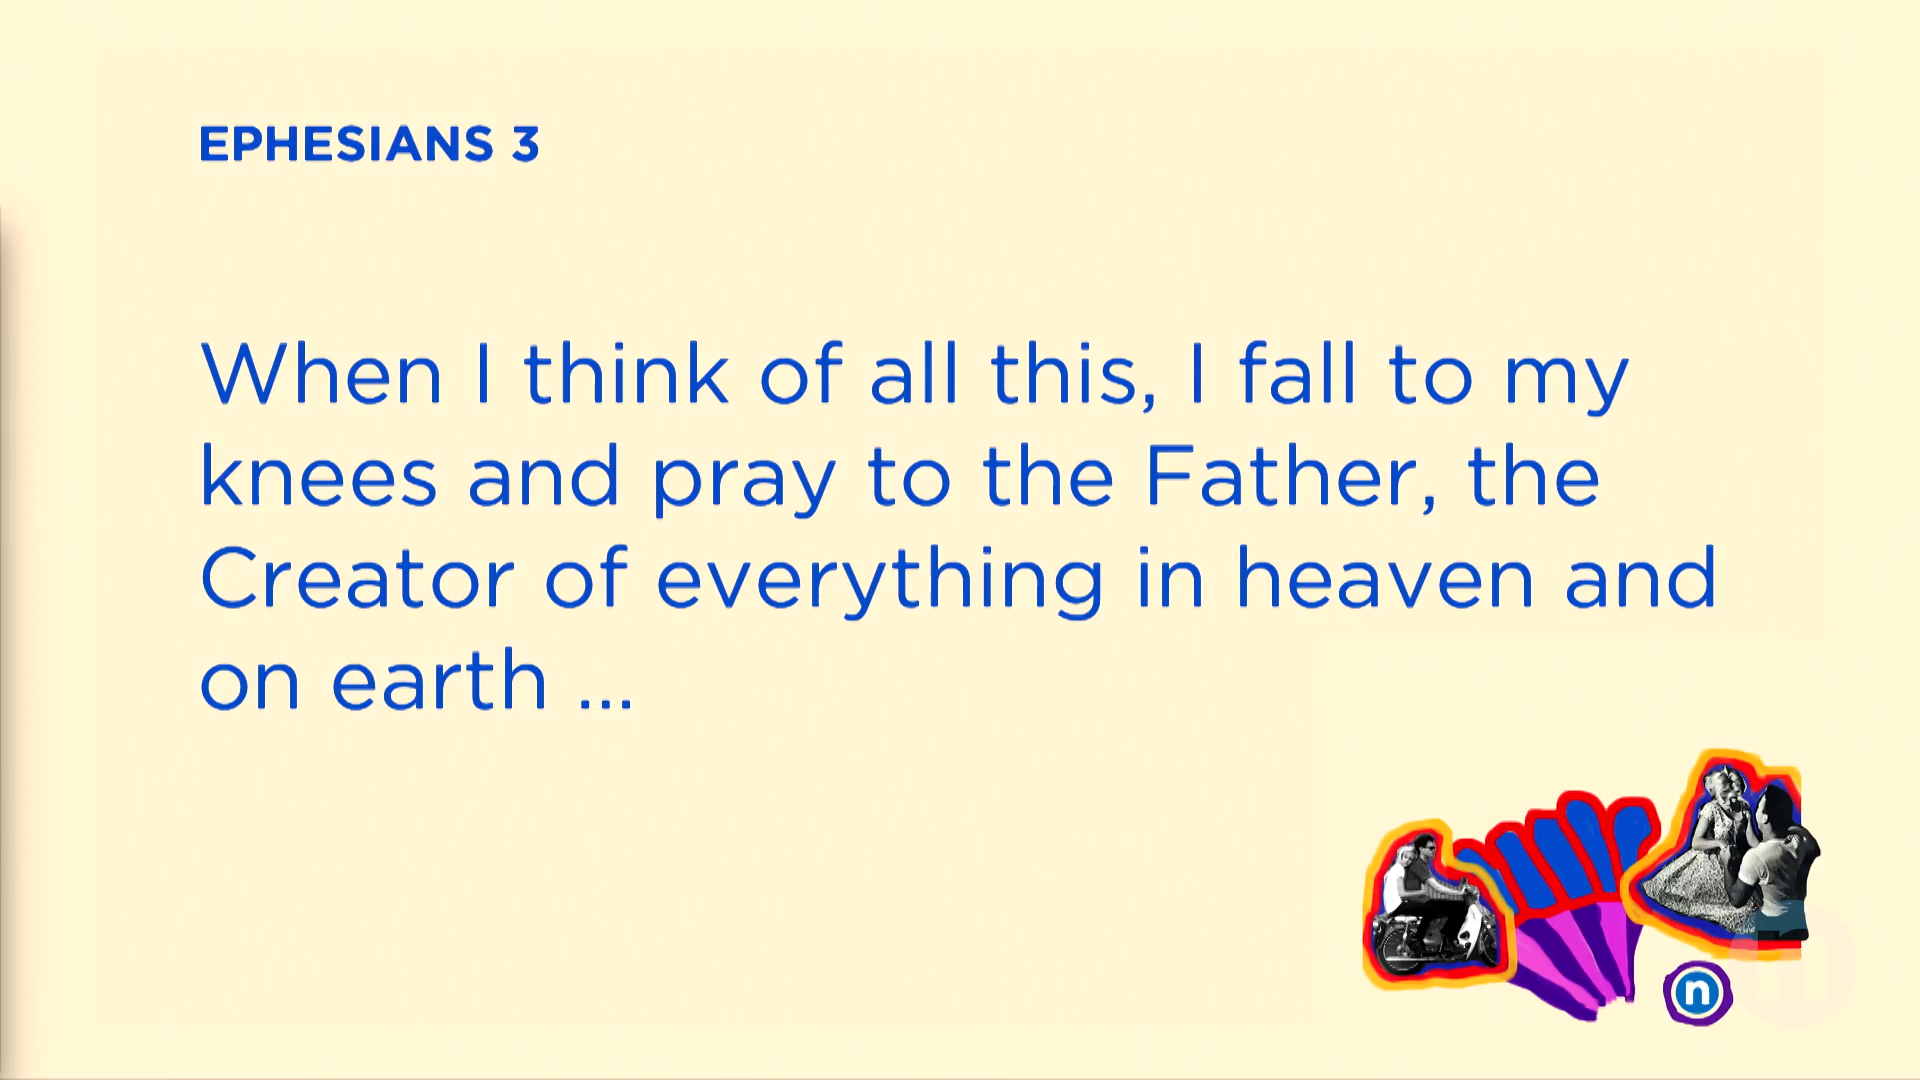 EPHESIANS 3
When I think of all this, I fall to my
knees and pray to the Father, the
Creator of everything in heaven and
on earth ...
n